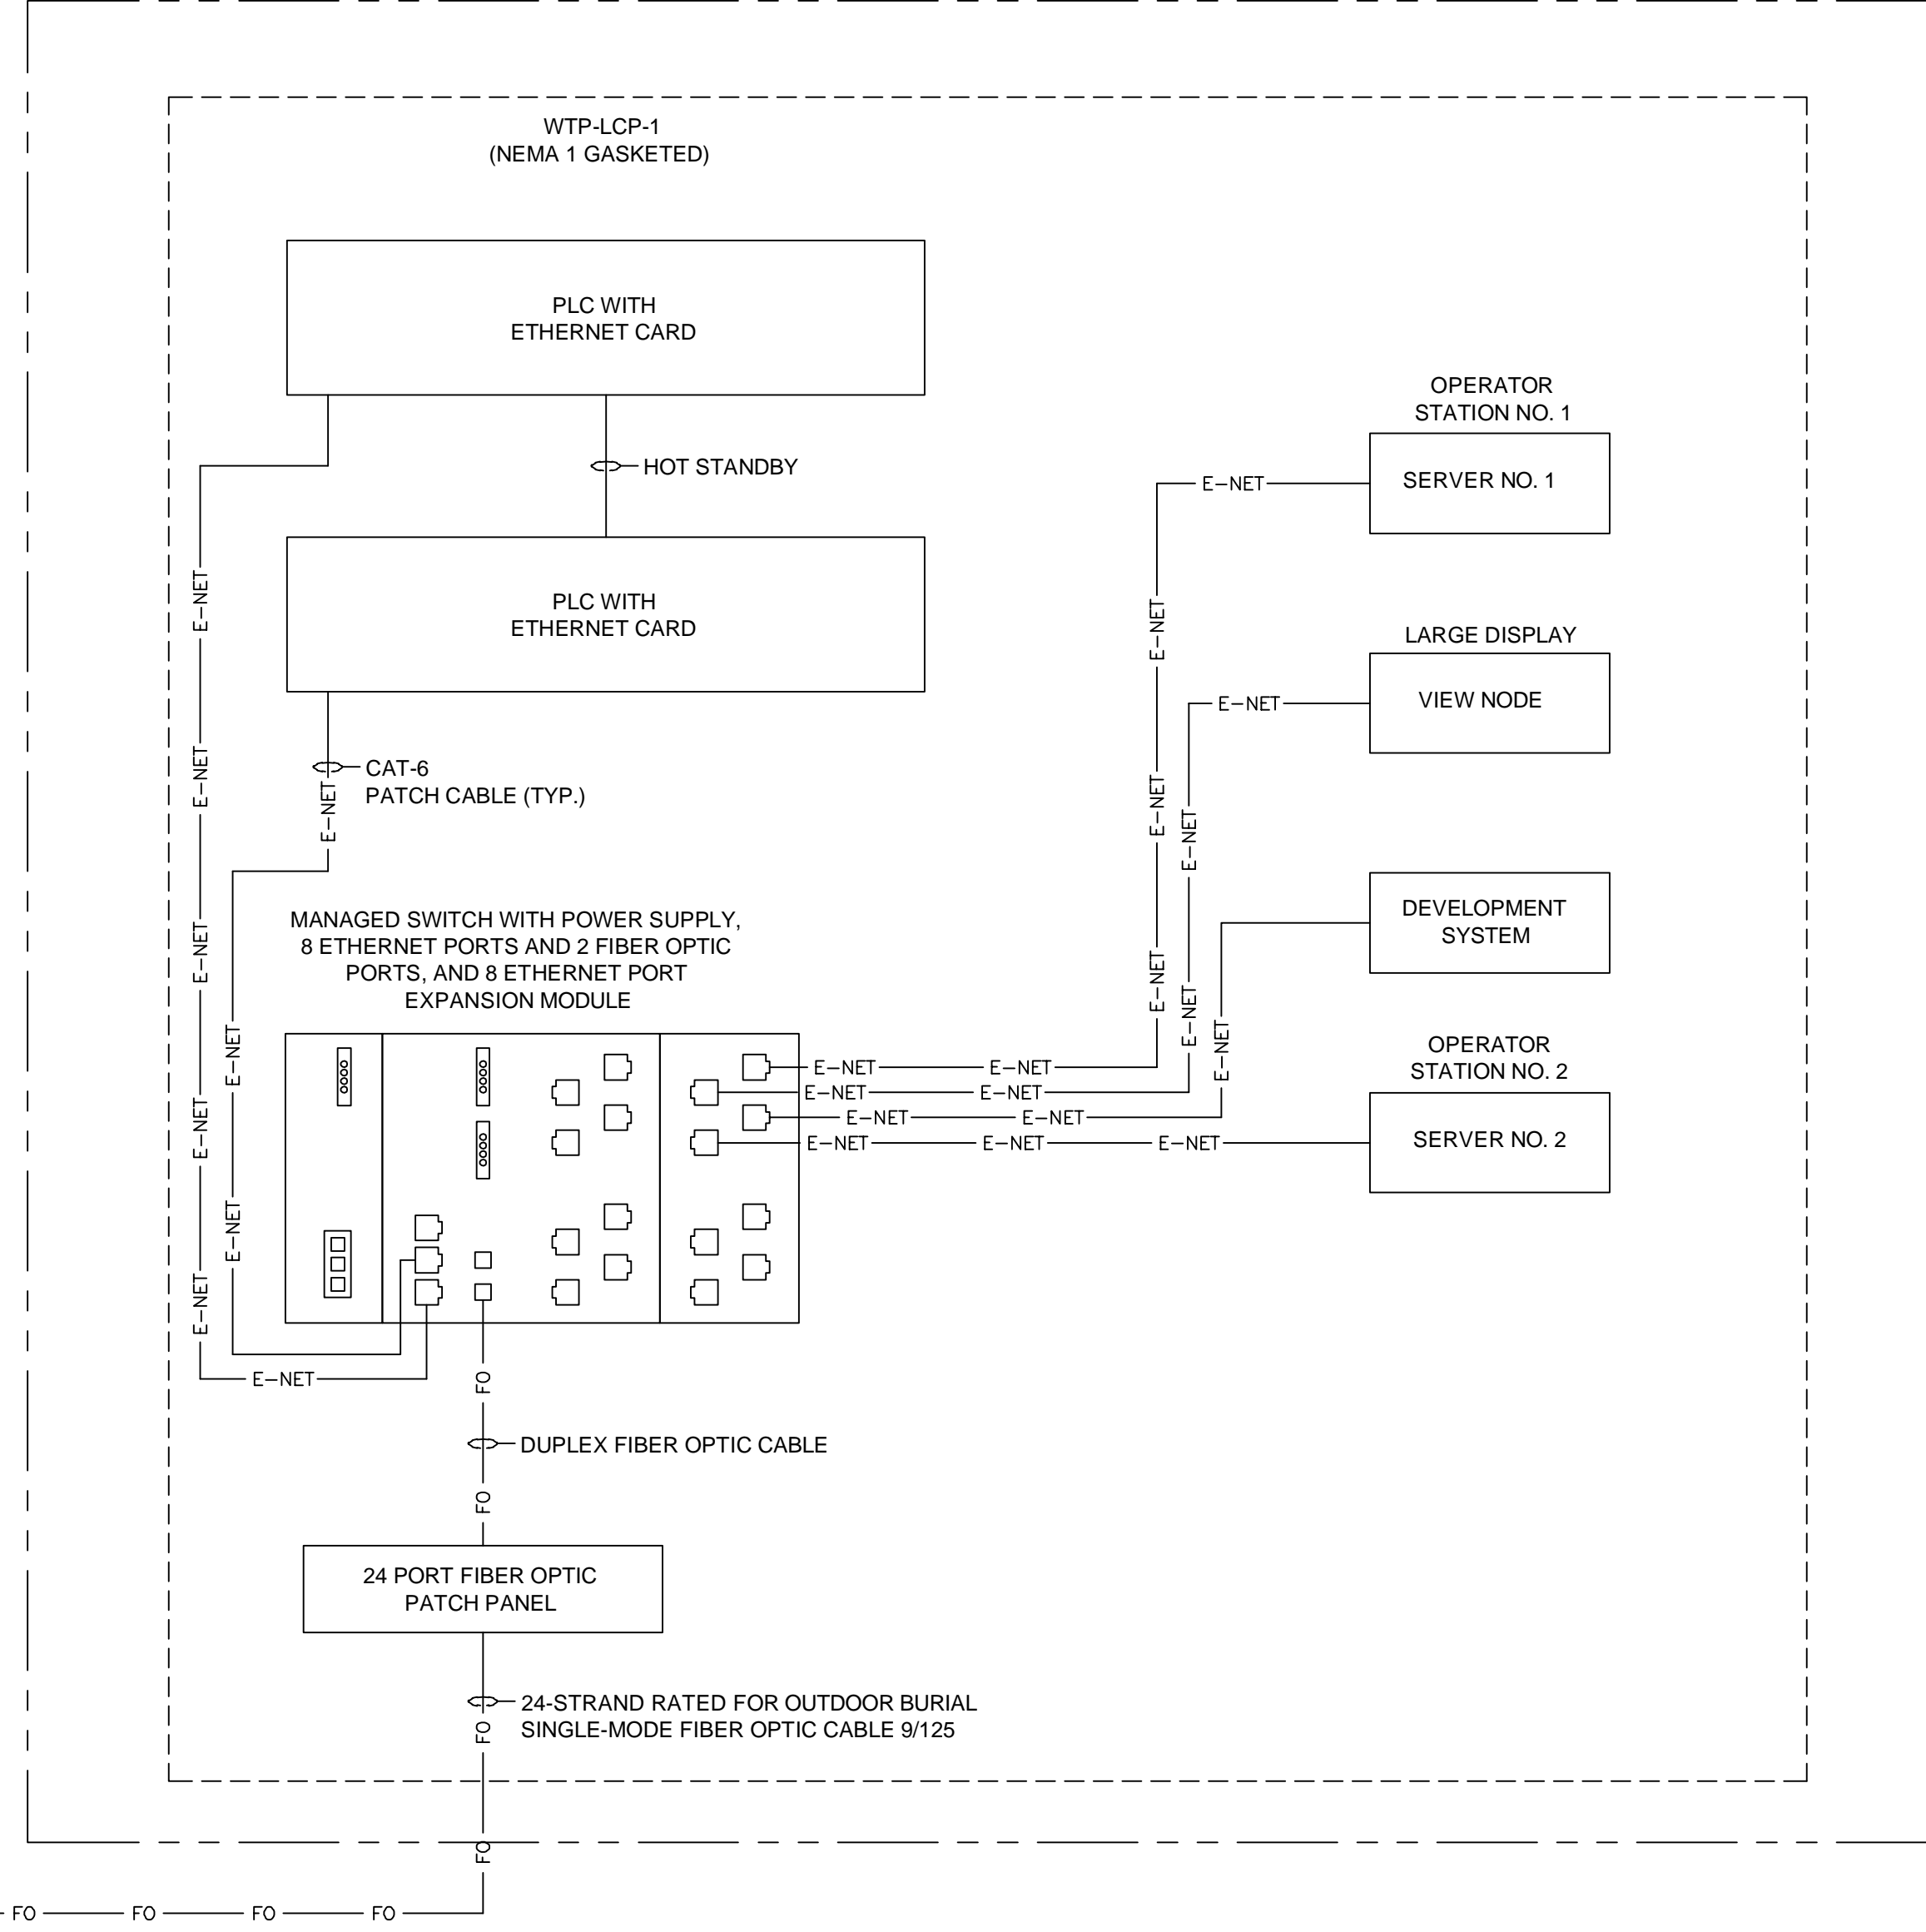 WTP-LCP-1
(NEMA 1 GASKETED)
PLC WITH
ETHERNET CARD
HOT STANDBY
PLC WITH
ETHERNET CARD
CAT-6
PATCH CABLE (TYP.)
E-NET
E-NET
E-NET
E-NET
E-NET
E-NET
E-NET
E-NET
E-NET
MANAGED SWITCH WITH POWER SUPPLY,
8 ETHERNET PORTS AND 2 FIBER OPTIC
PORTS, AND 8 ETHERNET PORT
EXPANSION MODULE
OPERATOR
STATION NO. 1
SERVER NO. 1
E-NET
E-NET
E-NET
E-NET
E-NET
E-NET
LARGE DISPLAY
VIEW NODE
E-NET
E-NET
E-NET
E-NET
E-NET
DEVELOPMENT
SYSTEM
E-NET
E-NET
E-NET
OPERATOR
STATION NO. 2
SERVER NO. 2
E-NET
E-NET
E-NET
FO
DUPLEX FIBER OPTIC CABLE
FO
24 PORT FIBER OPTIC
PATCH PANEL
24-STRAND RATED FOR OUTDOOR BURIAL
SINGLE-MODE FIBER OPTIC CABLE 9/125
FO
FO
FO
FO
FO
FO